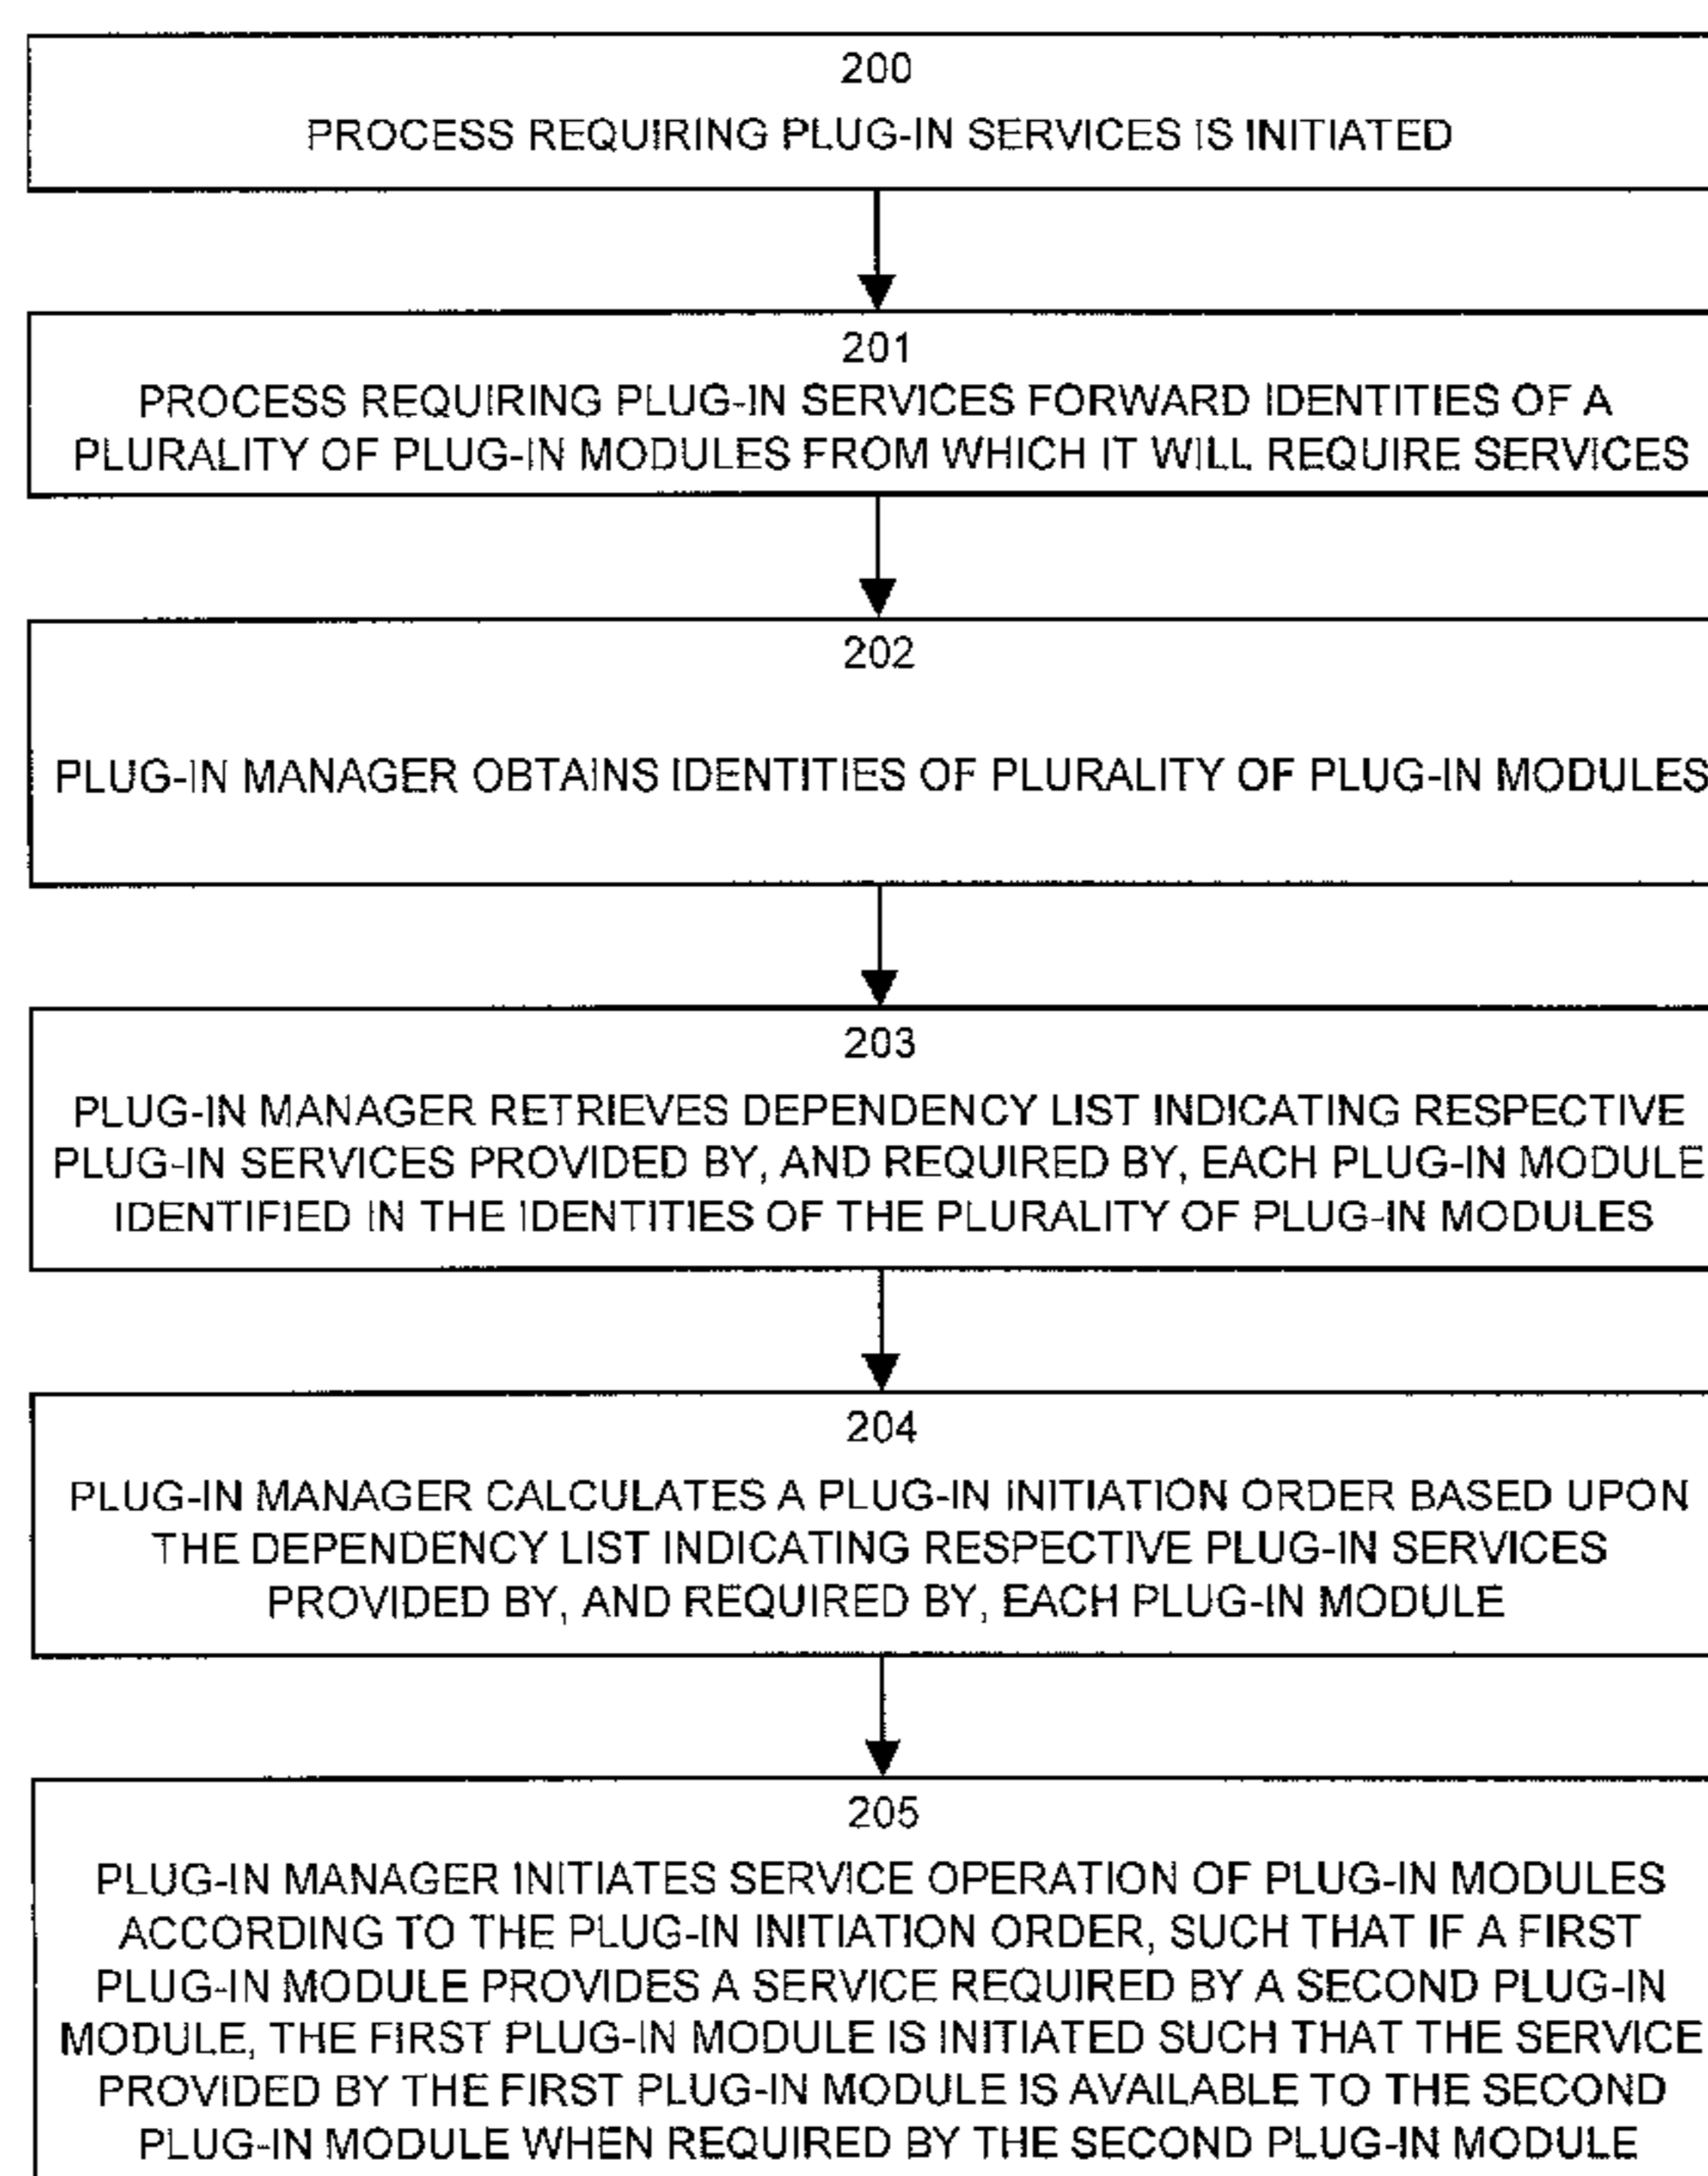 200
PROCESS REQUIRING PLUG-IN SERVICES IS INITIATED
201
PROCESS REQUIRING PLUG-IN SERVICES FORWARD IDENTITIES OF A
PLURALITY OF PLUG-IN MODULES FROM WHICH IT WILL REQUIRE SERVICES
202
PLUG-IN MANAGER OBTAINS IDENTITIES OF PLURALITY OF PLUG-IN MODULES
203
PLUG-IN MANAGER RETRIEVES DEPENDENCY LIST INDICATING RESPECTIVE
PLUG-IN SERVICES PROVIDED BY, AND REQUIRED BY, EACH PLUG-IN MODULE
IDENTIFIED IN THE IDENTITIES OF THE PLURALITY OF PLUG-IN MODULES
204
PLUG-IN MANAGER CALCULATES A PLUG-IN INITIATION ORDER BASED UPON
THE DEPENDENCY LIST INDICATING RESPECTIVE PLUG-IN SERVICES
PROVIDED BY, AND REQUIRED BY, EACH PLUG-IN MODULE
205
PLUG-IN MANAGER INITIATES SERVICE OPERATION OF PLUG-IN MODULES
ACCORDING TO THE PLUG-IN INITIATION ORDER, SUCH THAT IF A FIRST
PLUG-IN MODULE PROVIDES A SERVICE REQUIRED BY A SECOND PLUG-IN
MODULE, THE FIRST PLUG-IN MODULE IS INITIATED SUCH THAT THE SERVICE
PROVIDED BY THE FIRST PLUG-IN MODULE IS AVAILABLE TO THE SECOND
PLUG-IN MODULE WHEN REQUIRED BY THE SECOND PLUG-IN MODULE